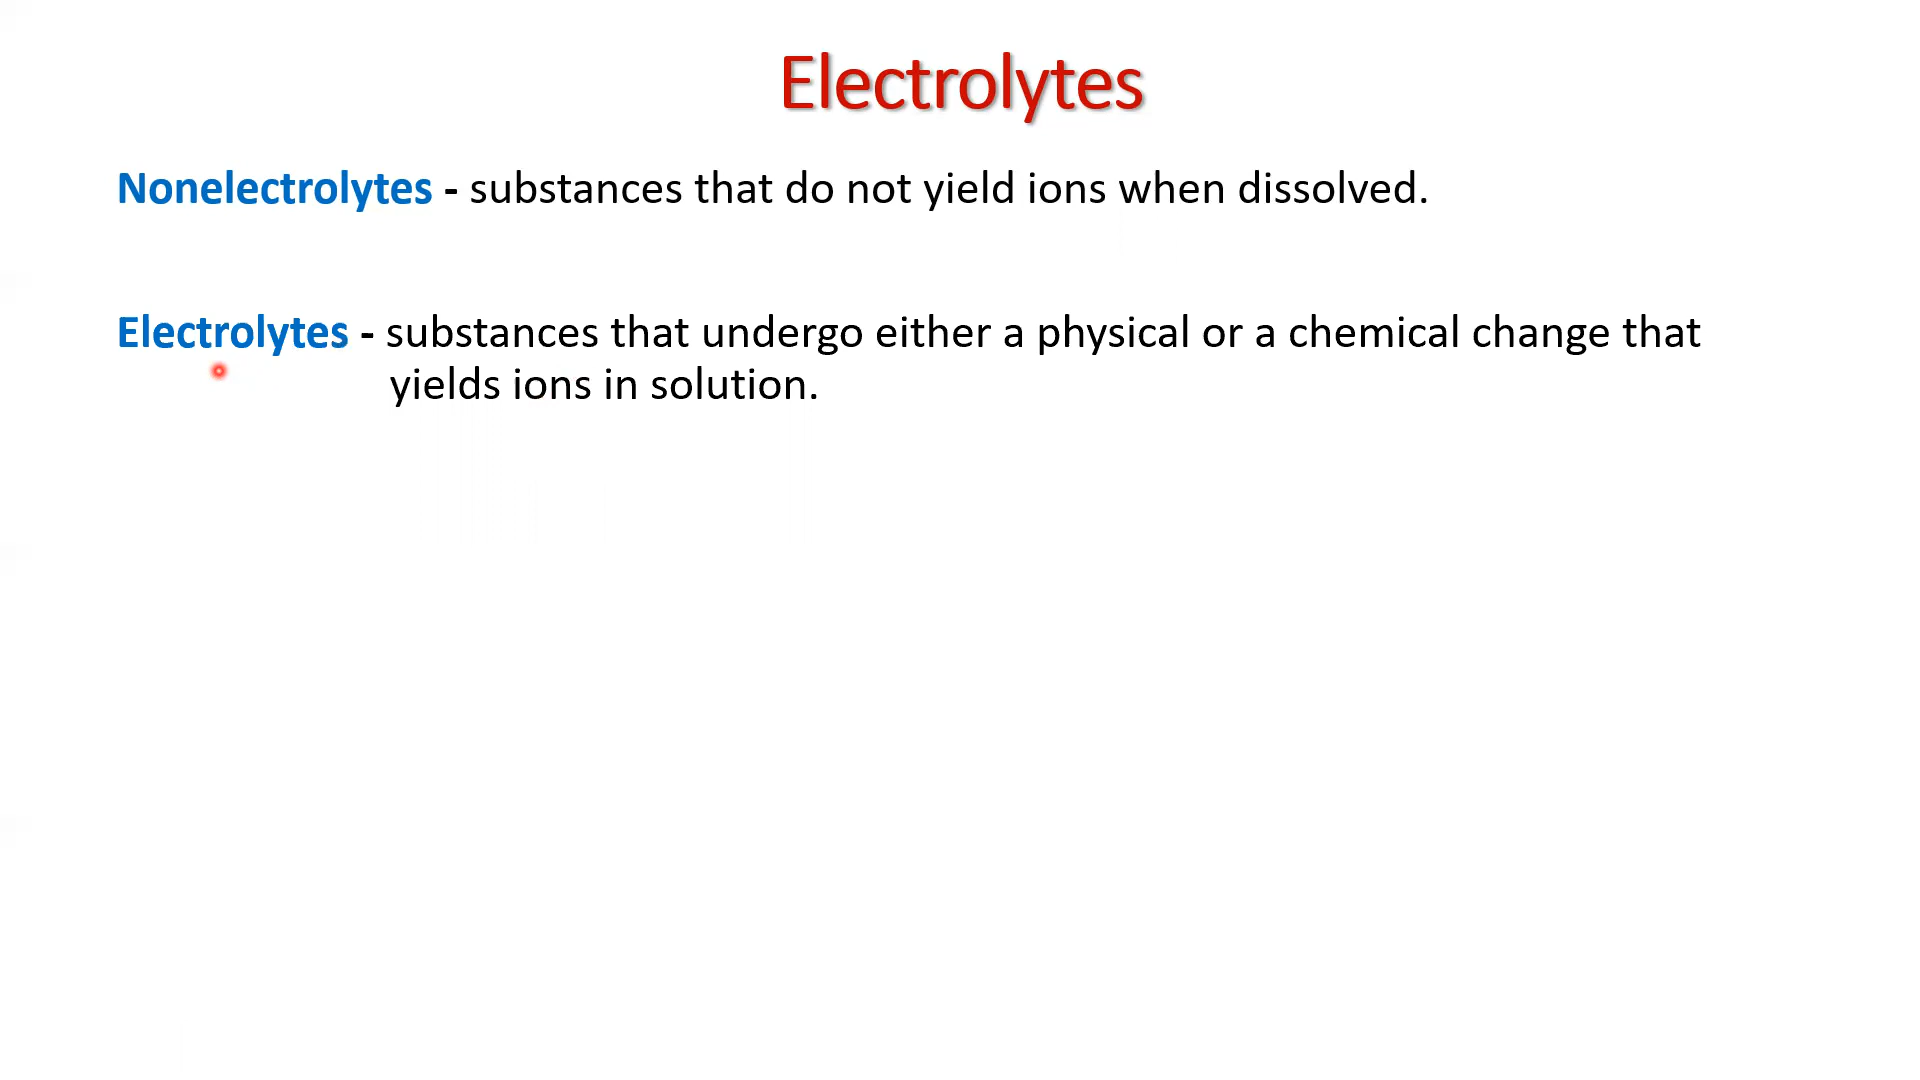 Electrolytes
Nonelectrolytes - substances that do not yield ions when dissolved.
Electrolytes - substances that undergo either a physical or a chemical change that
yields ions in solution.